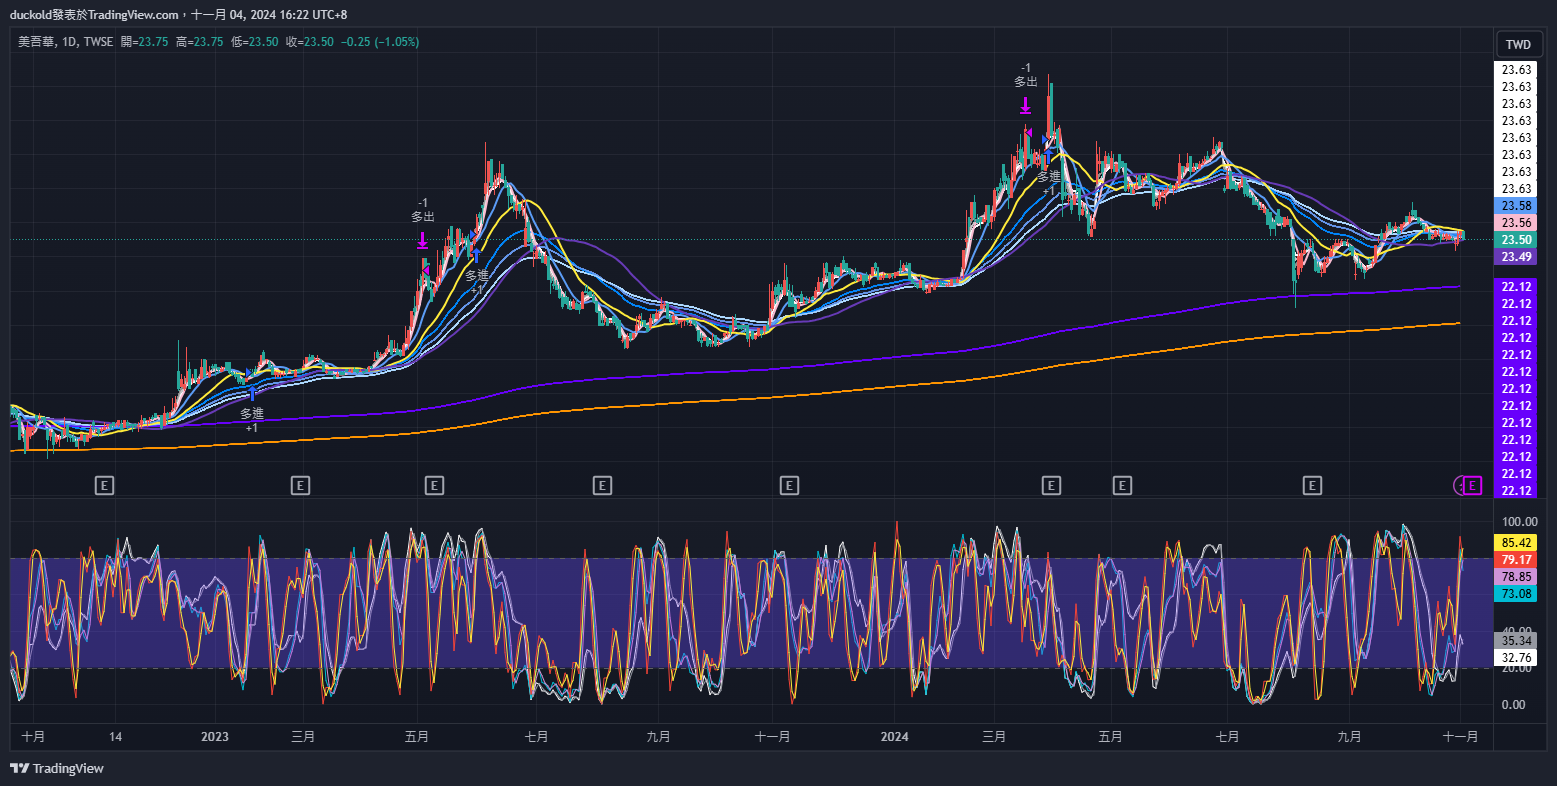 duckold發表於TradingView.com，十一月 04, 2024 16:22 UTC+8
美吾華, 1D, TWSE 開=23.75 高=23.75 低=23.50 收=23.50 −0.25 (−1.05%)
TWD
23.63
23.63
23.63
23.63
23.63
23.63
23.63
23.63
23.58
23.56
23.50
23.49
22.12
22.12
22.12
22.12
22.12
22.12
22.12
22.12
22.12
22.12
22.12
22.12
22.12
-1
多出
多進
+1
-1
多出
多進
+1
多進
+1
E
E
E
E
E
E
E
E
E
100.00
85.42
79.17
78.85
73.08
40.00
35.34
32.76
20.00
0.00
十月
14
2023
三月
五月
七月
九月
十一月
2024
三月
五月
七月
九月
十一月
TradingView